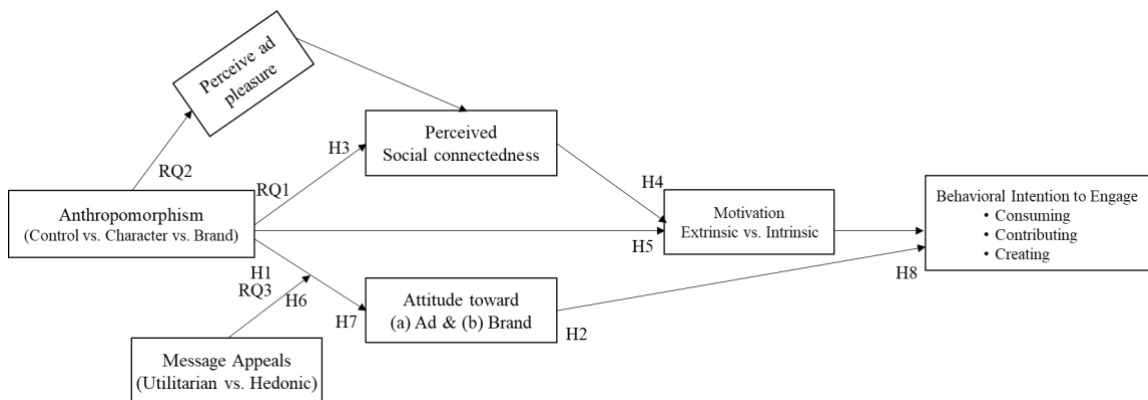 Perceive ad
pleasure
RQ2
Perceived
Social connectedness
H3
RQ1
H4
Anthropomorphism
(Control vs. Character vs. Brand)
Motivation
Extrinsic vs. Intrinsic
H5
Behavioral Intention to Engage
• Consuming
• Contributing
• Creating
H1
RQ3
H6
H7
Attitude toward
(a) Ad & (b) Brand
H2
H8
Message Appeals
(Utilitarian vs. Hedonic)